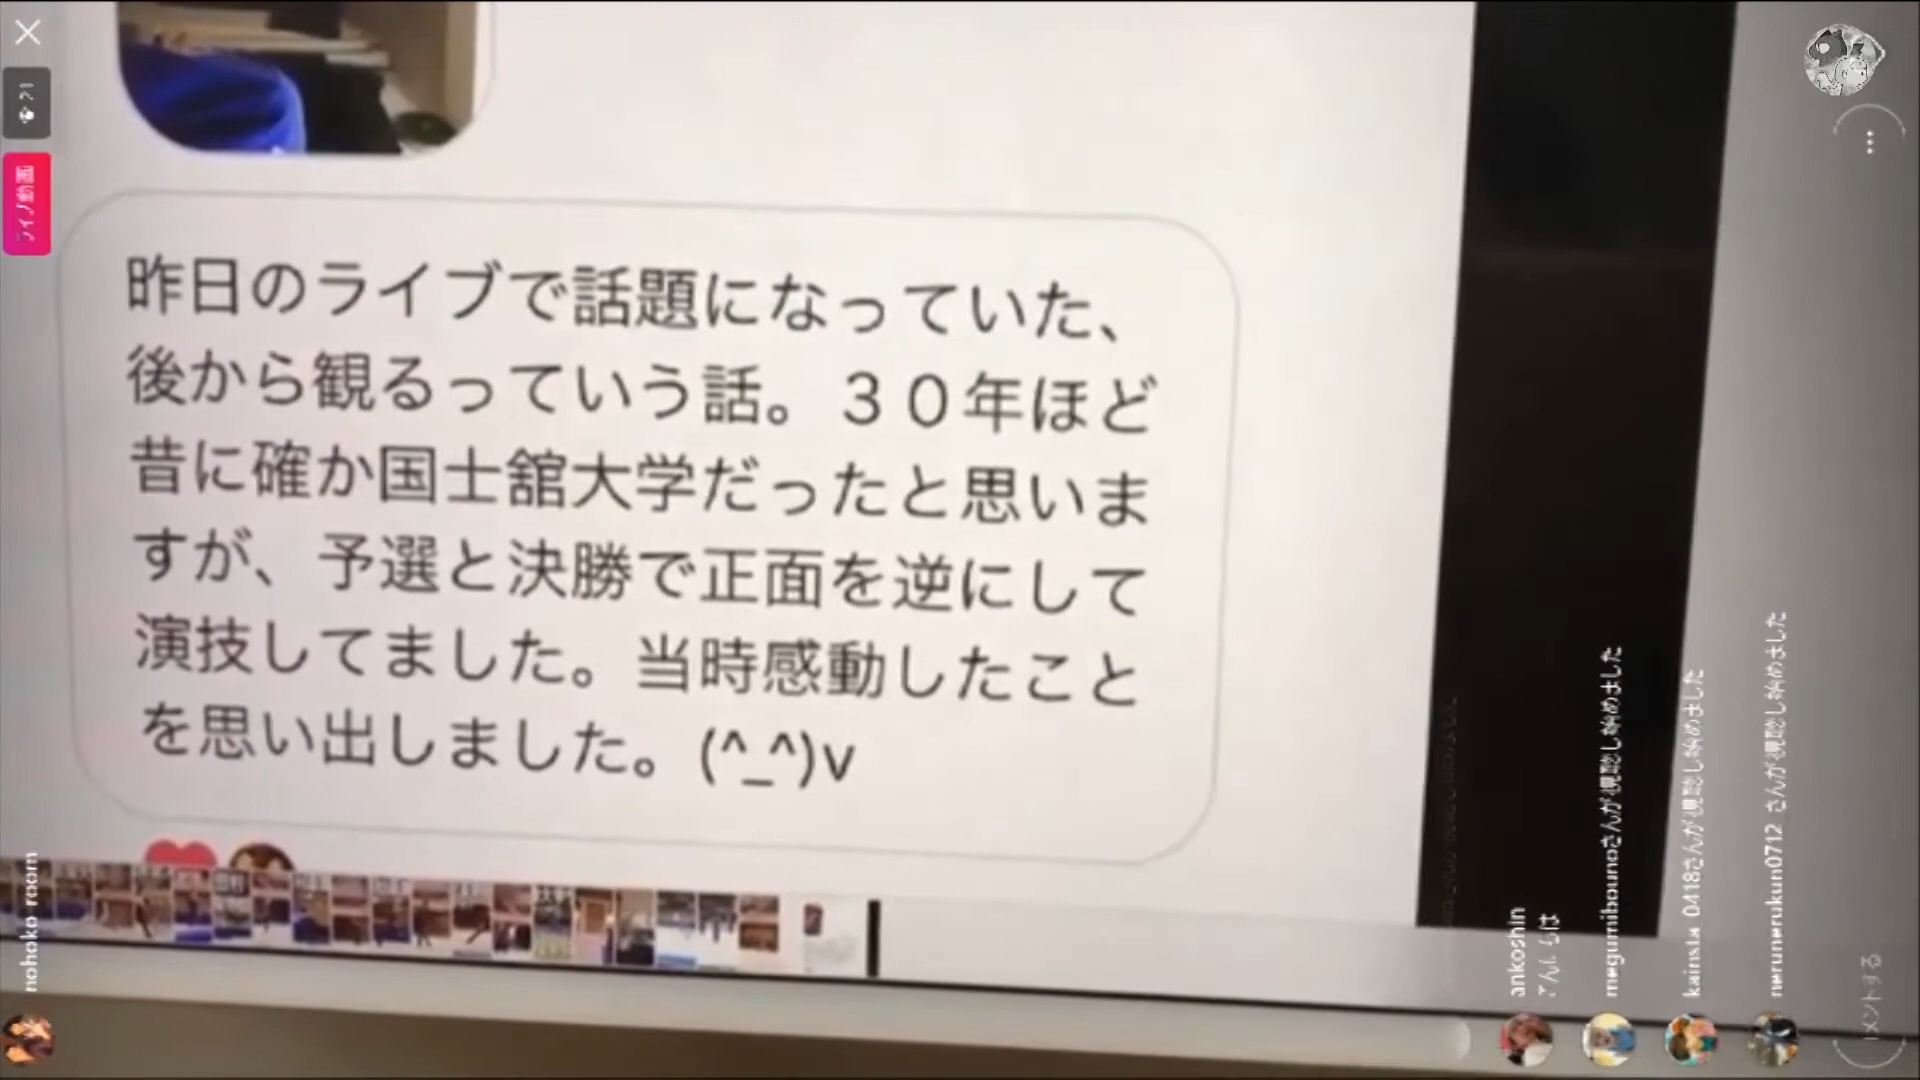 昨日のライブで話題になっていた、
後から観るっていう話。３０年ほど
昔に確か国士舘大学だったと思いま
すが、予選と決勝で正面を逆にして
演技してました。当時感動したこと
を思い出しました。(^_^)v
21
ライブ動画
nohoko room
ankoshin
こんにちは
megumibounoさんが視聴し始めました
0418さんが視聴し始めました
nerunerukun0712 さんが視聴し始めました
コメントする